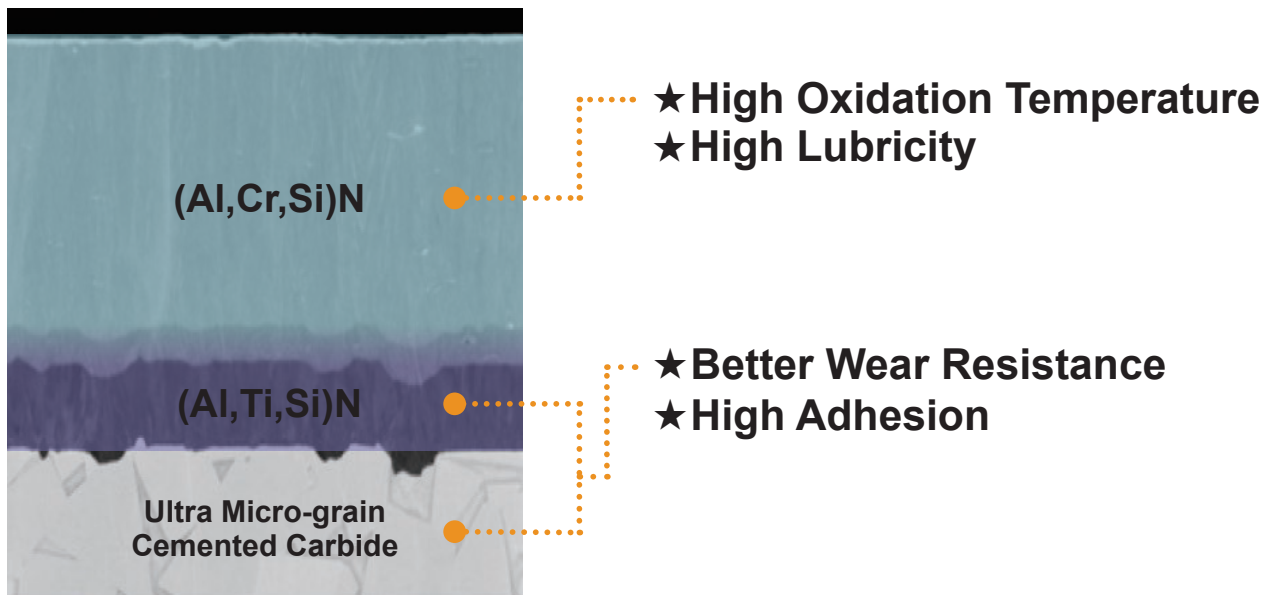 (Al,Cr,Si)N
★High Oxidation Temperature
★High Lubricity
(Al,Ti,Si)N
★Better Wear Resistance
★High Adhesion
Ultra Micro-grain
Cemented Carbide